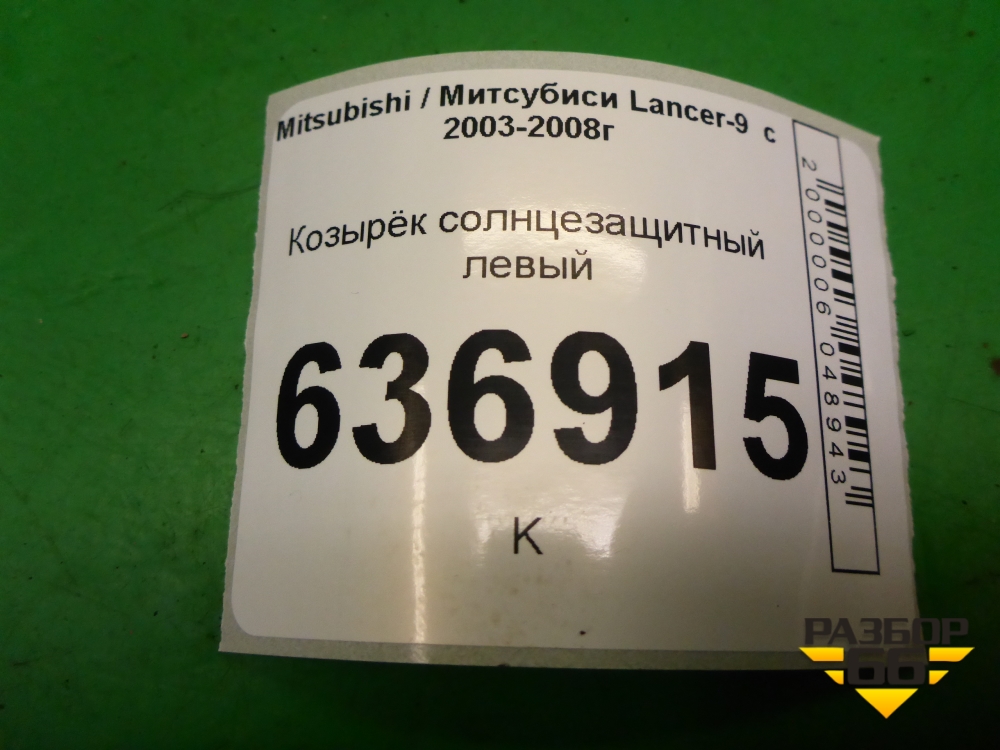 Mitsubishi / Митсубиси Lancer-9 с
2003-2008г
Козырёк солнцезащитный
левый
636915
К
2000006048943
РАЗБОР
66